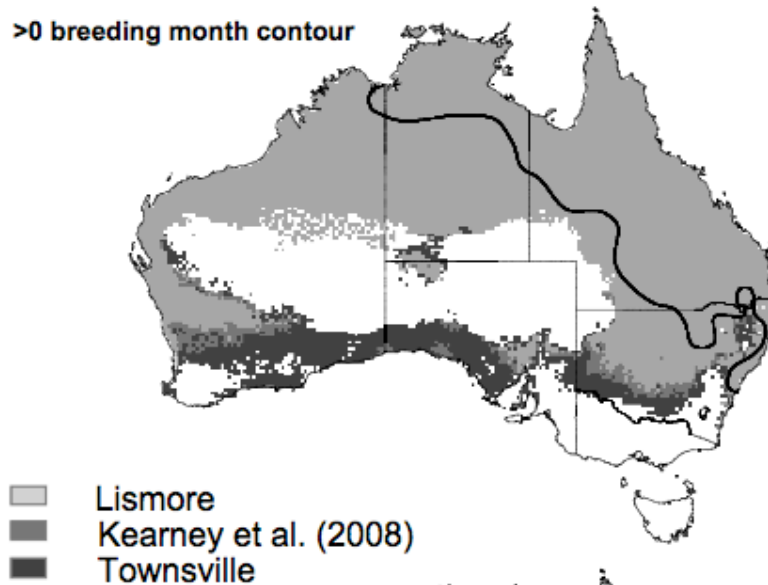 >0 breeding month contour
Lismore
Kearney et al. (2008)
Townsville